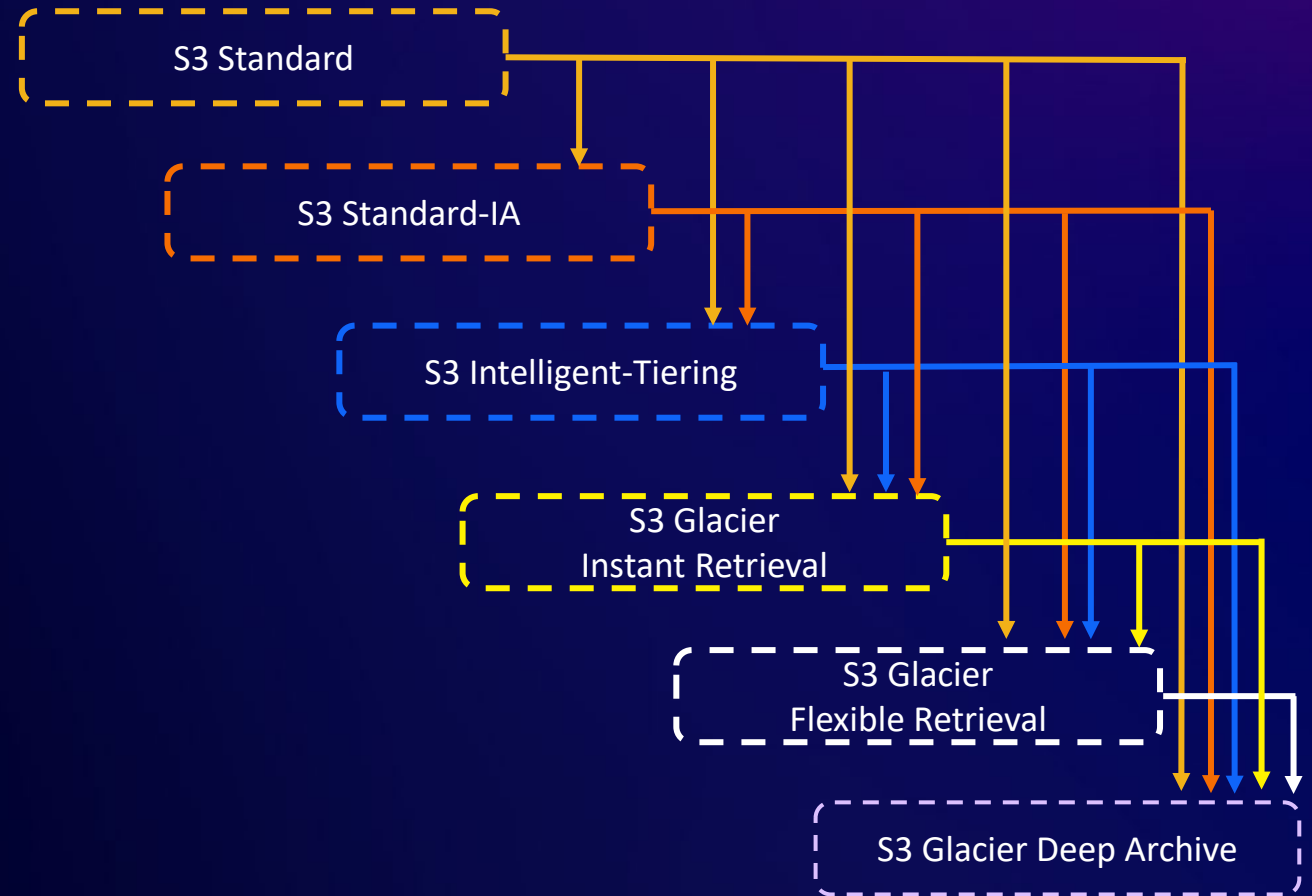 S3 Standard
S3 Standard-IA
S3 Intelligent-Tiering
S3 Glacier
Instant Retrieval
S3 Glacier
Flexible Retrieval
S3 Glacier Deep Archive